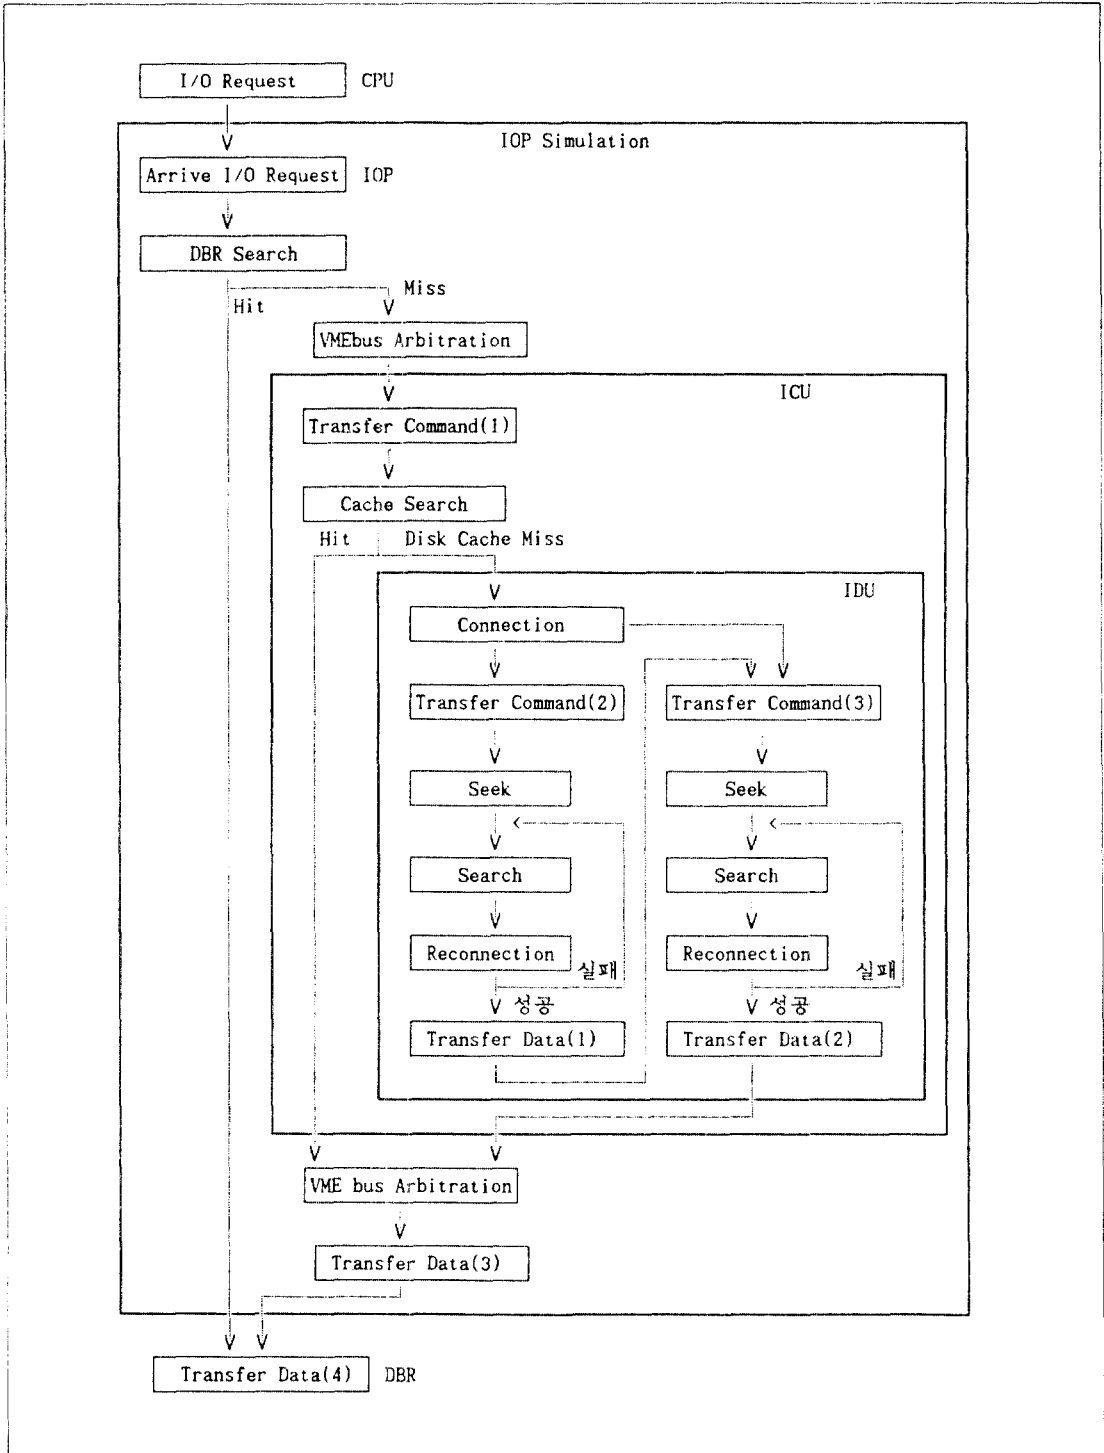 I/O Request CPU
IOP Simulation
Arrive I/O Request IOP
DBR Search
Hit Miss
VMEbus Arbitration
ICU
Transfer Command(1)
Cache Search
Hit Disk Cache Miss
IDU
Connection
Transfer Command(2) Transfer Command(3)
Seek Seek
Search Search
Reconnection 실패 Reconnection 실패
성공 성공
Transfer Data(1) Transfer Data(2)
VME bus Arbitration
Transfer Data(3)
Transfer Data(4) DBR